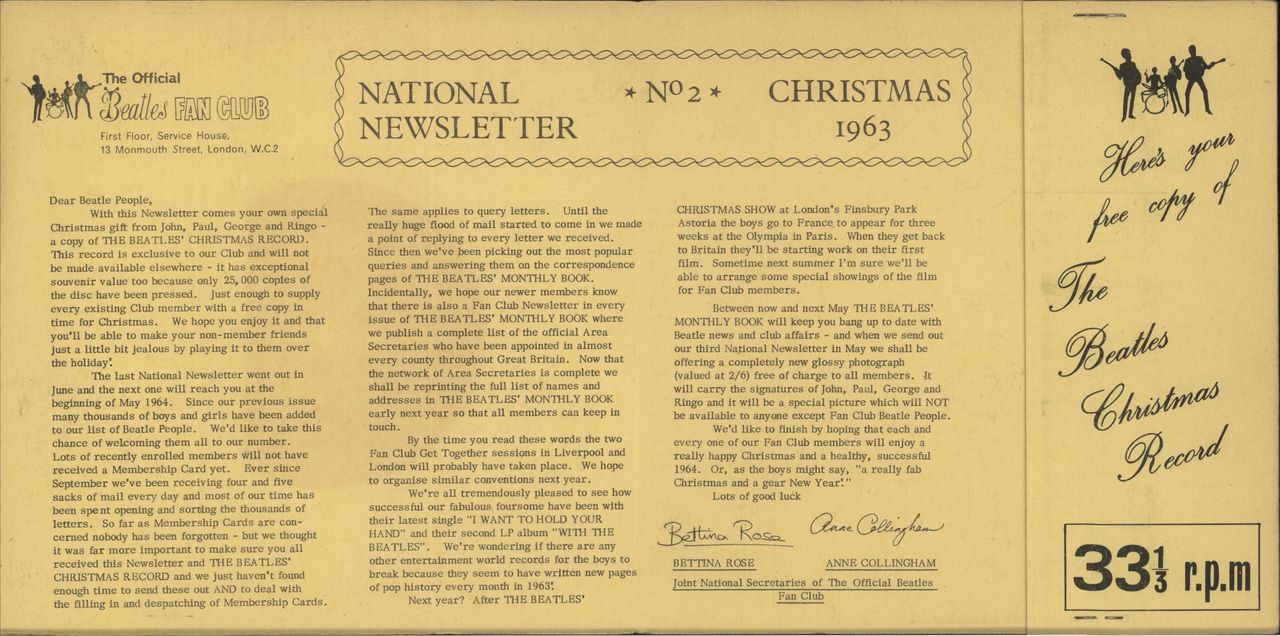 The Official
Beatles FAN CLUB
First Floor, Service House,
13 Monmouth Street, London, W.C.2
NATIONAL NEWSLETTER
★ Nº 2 ★
CHRISTMAS 1963
Dear Beatle People,
With this Newsletter comes your own special
Christmas gift from John, Paul, George and Ringo -
a copy of THE BEATLES' CHRISTMAS RECORD.
This record is exclusive to our Club and will not
be made available elsewhere - it has exceptional
souvenir value too because only 25,000 copies of
the disc have been pressed. Just enough to supply
every existing Club member with a free copy in
time for Christmas. We hope you enjoy it and that
you'll be able to make your non-member friends
just a little bit jealous by playing it to them over
the holiday!
The last National Newsletter went out in
June and the next one will reach you at the
beginning of May 1964. Since our previous issue
many thousands of boys and girls have been added
to our list of Beatle People. We'd like to take this
chance of welcoming them all to our number.
Lots of recently enrolled members will not have
received a Membership Card yet. Ever since
September we've been receiving four and five
sacks of mail every day and most of our time has
been spent opening and sorting the thousands of
letters. So far as Membership Cards are con-
cerned nobody has been forgotten - but we thought
it was far more important to make sure you all
received this Newsletter and THE BEATLES'
CHRISTMAS RECORD and we just haven't found
enough time to send these out AND to deal with
the filling in and despatching of Membership Cards.
The same applies to query letters. Until the
really huge flood of mail started to come in we made
a point of replying to every letter we received.
Since then we've been picking out the most popular
queries and answering them on the correspondence
pages of THE BEATLES' MONTHLY BOOK.
Incidentally, we hope our newer members know
that there is also a Fan Club Newsletter in every
issue of THE BEATLES' MONTHLY BOOK where
we publish a complete list of the official Area
Secretaries who have been appointed in almost
every county throughout Great Britain. Now that
the network of Area Secretaries is complete we
shall be reprinting the full list of names and
addresses in THE BEATLES' MONTHLY BOOK
early next year so that all members can keep in
touch.
By the time you read these words the two
Fan Club Get Together sessions in Liverpool and
London will probably have taken place. We hope
to organise similar conventions next year.
We're all tremendously pleased to see how
successful our fabulous foursome have been with
their latest single "I WANT TO HOLD YOUR
HAND" and their second LP album "WITH THE
BEATLES". We're wondering if there are any
other entertainment world records for the boys to
break because they seem to have written new pages
of pop history every month in 1963!
Next year? After THE BEATLES'
CHRISTMAS SHOW at London's Finsbury Park
Astoria the boys go to France to appear for three
weeks at the Olympia in Paris. When they get back
to Britain they'll be starting work on their first
film. Sometime next summer I'm sure we'll be
able to arrange some special showings of the film
for Fan Club members.
Between now and next May THE BEATLES'
MONTHLY BOOK will keep you bang up to date with
Beatle news and club affairs - and when we send out
our third National Newsletter in May we shall be
offering a completely new glossy photograph
(valued at 2/6) free of charge to all members. It
will carry the signatures of John, Paul, George and
Ringo and it will be a special picture which will NOT
be available to anyone except Fan Club Beatle People.
We'd like to finish by hoping that each and
every one of our Fan Club members will enjoy a
really happy Christmas and a healthy, successful
1964. Or, as the boys might say, "a really fab
Christmas and a gear New Year!"
Lots of good luck
Bettina Rose
Anne Collingham
BETTINA ROSE
ANNE COLLINGHAM
Joint National Secretaries of The Official Beatles
Fan Club
Here's your
free copy of
The
Beatles
Christmas
Record
33⅓ r.p.m